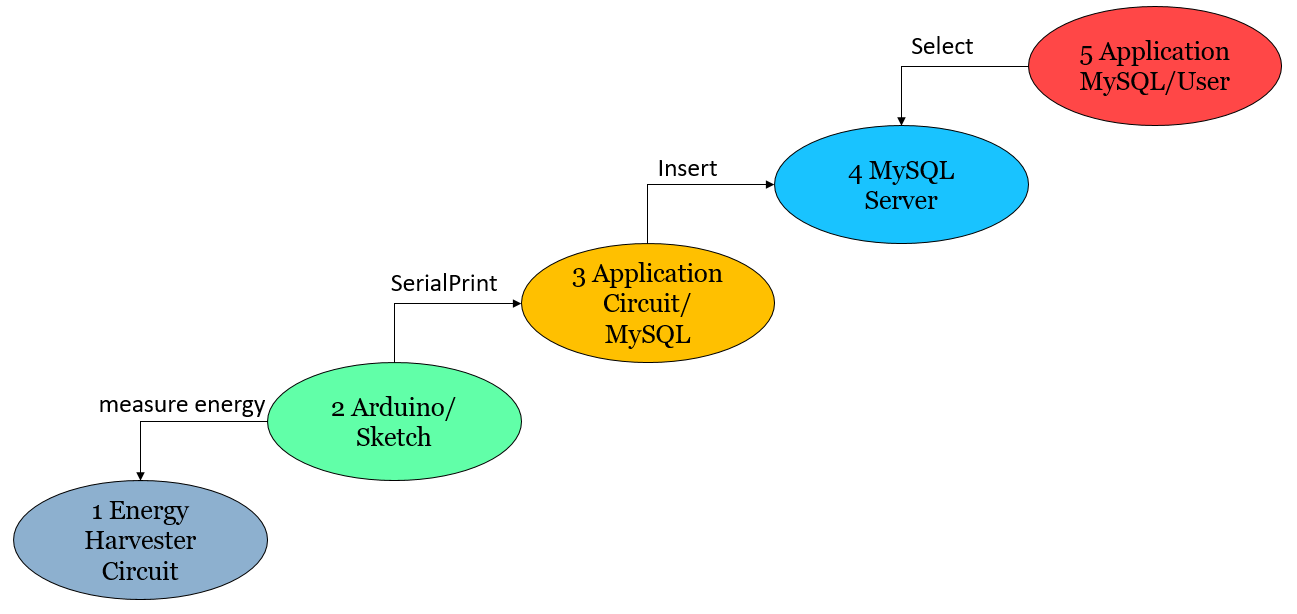 Select
5 Application
MySQL/User
Insert
4 MySQL
Server
SerialPrint
3 Application
Circuit/
MySQL
measure energy
2 Arduino/
Sketch
1 Energy
Harvester
Circuit